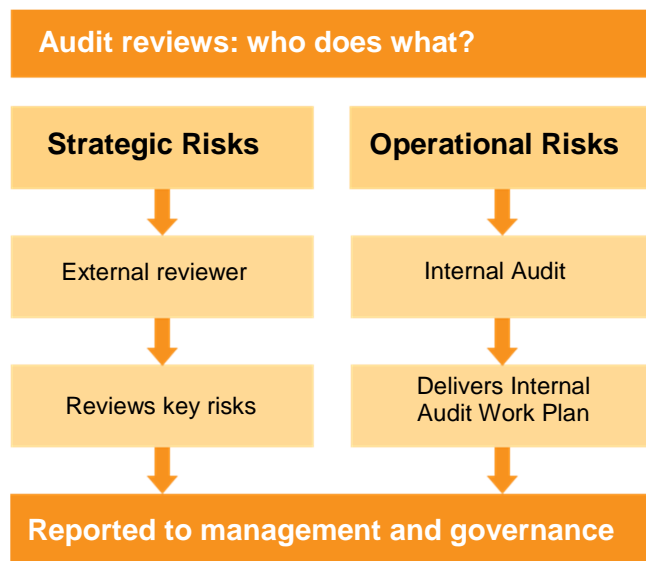 Audit reviews: who does what?
Strategic Risks
Operational Risks
External reviewer
Internal Audit
Reviews key risks
Delivers Internal
Audit Work Plan
Reported to management and governance